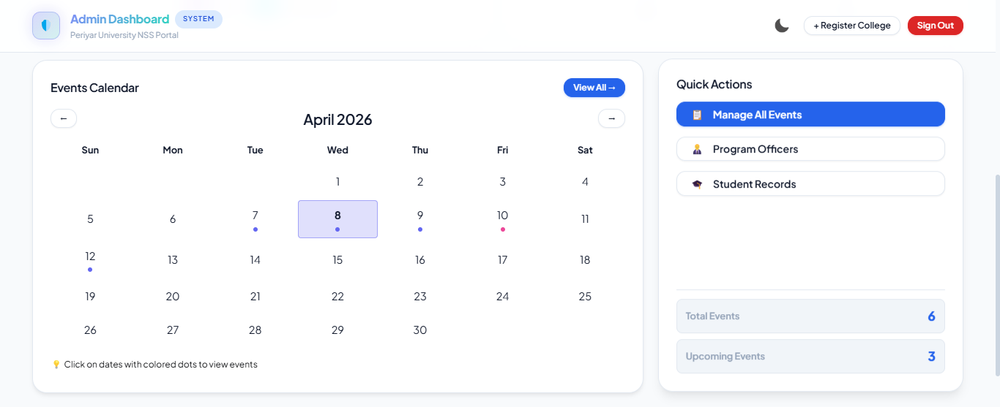 Admin Dashboard SYSTEM
Periyar University NSS Portal
+ Register College
Sign Out
Events Calendar
View All →
← April 2026 →
Sun Mon Tue Wed Thu Fri Sat
1 2 3 4
5 6 7 8 9 10 11
12 13 14 15 16 17 18
19 20 21 22 23 24 25
26 27 28 29 30
Click on dates with colored dots to view events
Quick Actions
Manage All Events
Program Officers
Student Records
Total Events 6
Upcoming Events 3